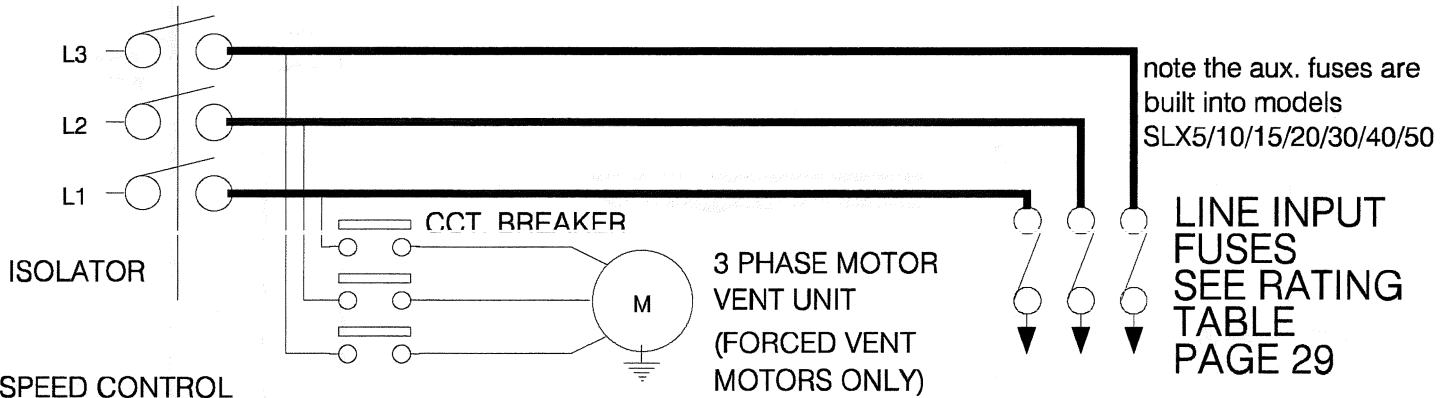 L3
note the aux. fuses are
built into models
SLX5/10/15/20/30/40/50
L2
L1
LINE INPUT
FUSES
SEE RATING
TABLE
PAGE 29
CCT BREAKER
ISOLATOR
3 PHASE MOTOR
VENT UNIT
(FORCED VENT
MOTORS ONLY)
M
SPEED CONTROL